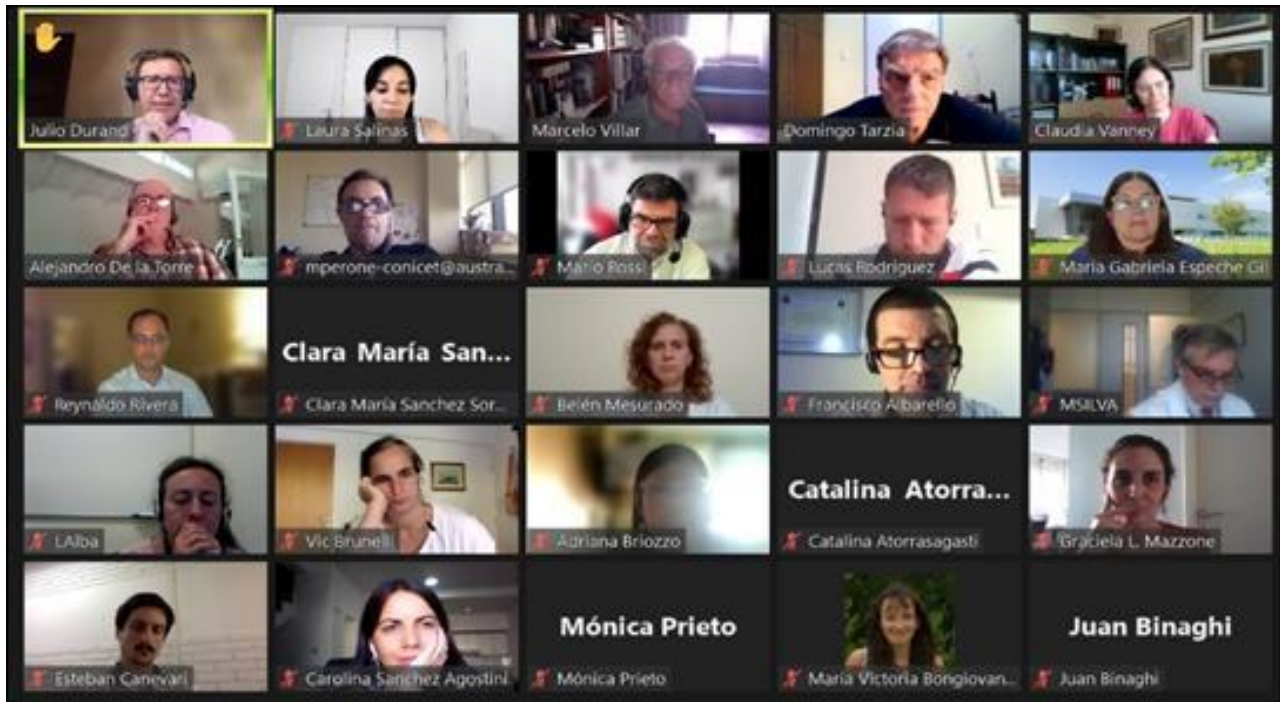 Julio Durand
Laura Salinas
Marcelo Villar
Domingo Tarzia
Claudia Vanney
Alejandro De la Torre
mperone-conicet@austra...
Mario Rossi
Lucas Rodriguez
Maria Gabriela Espeche Gil
Reynaldo Rivera
Clara María San...
Clara María Sanchez Sor...
Belén Mesurado
Francisco Albarello
MSILVA
LAlba
Vic Brunell
Adriana Briozzo
Catalina Atorra...
Catalina Atorrasagasti
Graciela L. Mazzone
Esteban Canevari
Carolina Sanchez Agostini
Mónica Prieto
Mónica Prieto
María Victoria Bongiovan...
Juan Binaghi
Juan Binaghi